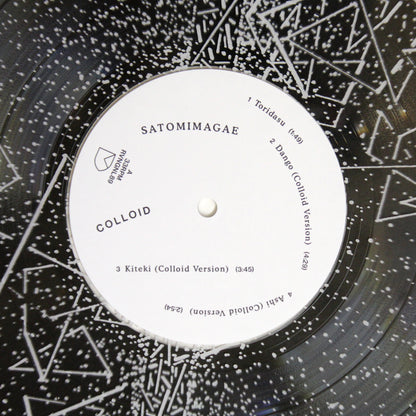 SATOMIMAGAE
A
33RPM
RVNGNL89
COLLOID
1 Toridasu (1:49)
2 Dango (Colloid Version) (4:29)
3 Kiteki (Colloid Version) (3:45)
4 Ashi (Colloid Version) (2:54)